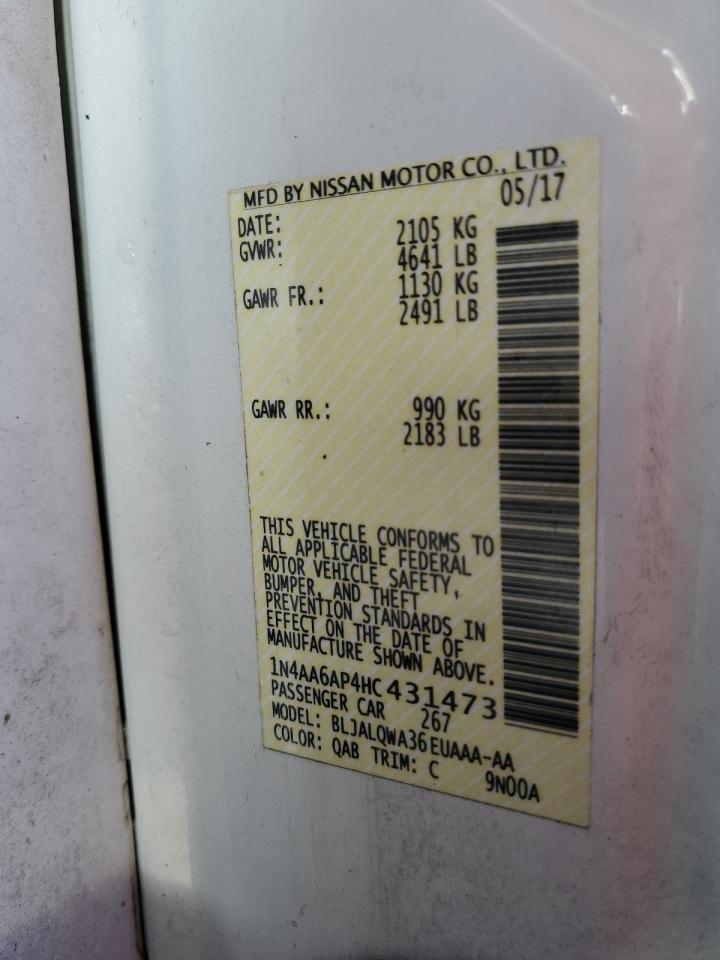 MFD BY NISSAN MOTOR CO., LTD.
DATE: 05/17
GVWR: 2105 KG
4641 LB
GAWR FR.: 1130 KG
2491 LB
GAWR RR.: 990 KG
2183 LB
THIS VEHICLE CONFORMS TO
ALL APPLICABLE FEDERAL
MOTOR VEHICLE SAFETY,
BUMPER, AND THEFT
PREVENTION STANDARDS IN
EFFECT ON THE DATE OF
MANUFACTURE SHOWN ABOVE.
1N4AA6AP4HC431473
PASSENGER CAR 267
MODEL: BLJALQWA36EUAAA-AA
COLOR: QAB TRIM: C 9N00A